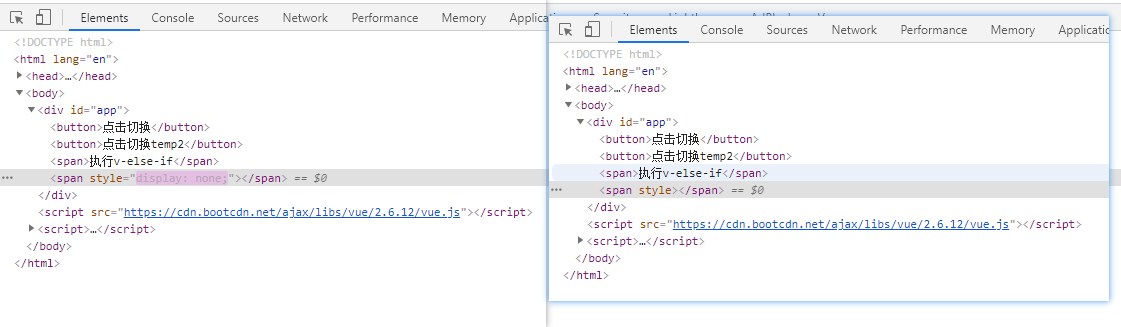 Elements Console Sources Network Performance Memory
<!DOCTYPE html>
<html lang="en">
<head>…</head>
<body>
<div id="app">
<button>点击切换</button>
<button>点击切换temp2</button>
<span>执行v-else-if</span>
<span style="display: none;"></span> == $0
</div>
<script src="https://cdn.bootcdn.net/ajax/libs/vue/2.6.12/vue.js"></script>
<script>…</script>
</body>
</html>
Elements Console Sources Network Performance Memory
<!DOCTYPE html>
<html lang="en">
<head>…</head>
<body>
<div id="app">
<button>点击切换</button>
<button>点击切换temp2</button>
<span>执行v-else-if</span>
<span style></span> == $0
</div>
<script src="https://cdn.bootcdn.net/ajax/libs/vue/2.6.12/vue.js"></script>
<script>…</script>
</body>
</html>